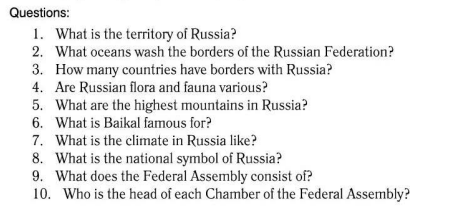 Questions:
1. What is the territory of Russia?
2. What oceans wash the borders of the Russian Federation?
3. How many countries have borders with Russia?
4. Are Russian flora and fauna various?
5. What are the highest mountains in Russia?
6. What is Baikal famous for?
7. What is the climate in Russia like?
8. What is the national symbol of Russia?
9. What does the Federal Assembly consist of?
10. Who is the head of each Chamber of the Federal Assembly?